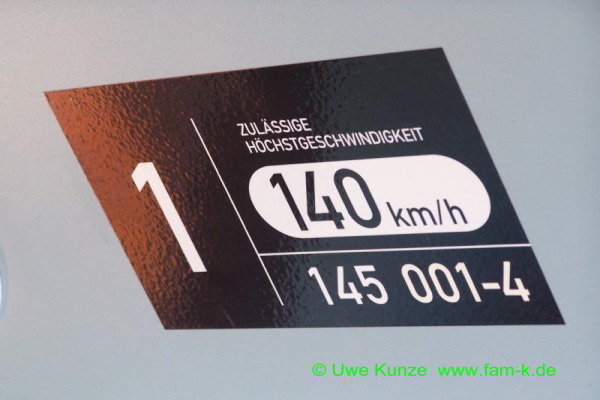 1
ZULÄSSIGE
HÖCHSTGESCHWINDIGKEIT
140 km/h
145 001-4
© Uwe Kunze www.fam-k.de